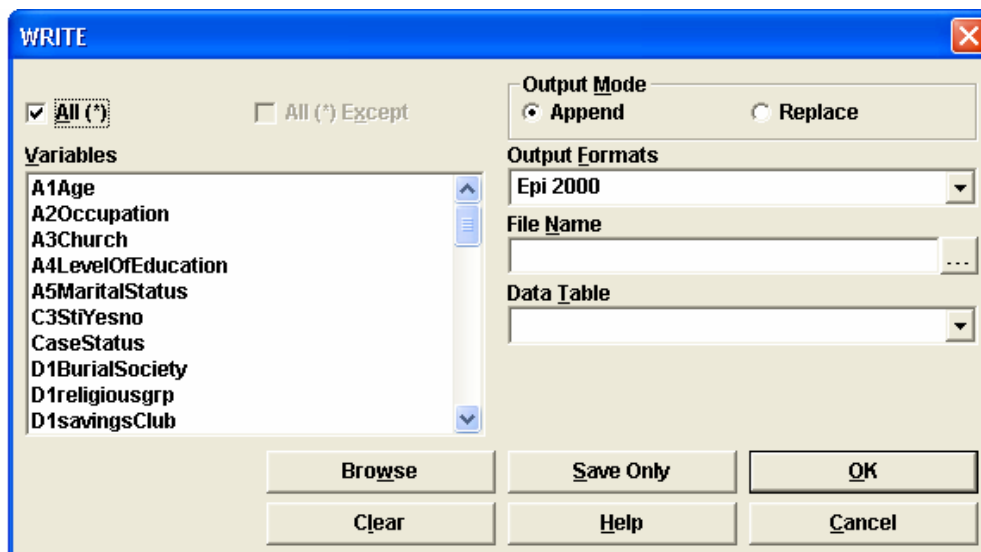 WRITE
All (*)
All (*) Except
Output Mode
Append
Replace
Variables
A1Age
A2Occupation
A3Church
A4LevelOfEducation
A5MaritalStatus
C3StiYesno
CaseStatus
D1BurialSociety
D1religiousgrp
D1savingsClub
Output Formats
Epi 2000
File Name
...
Data Table
Browse
Save Only
OK
Clear
Help
Cancel